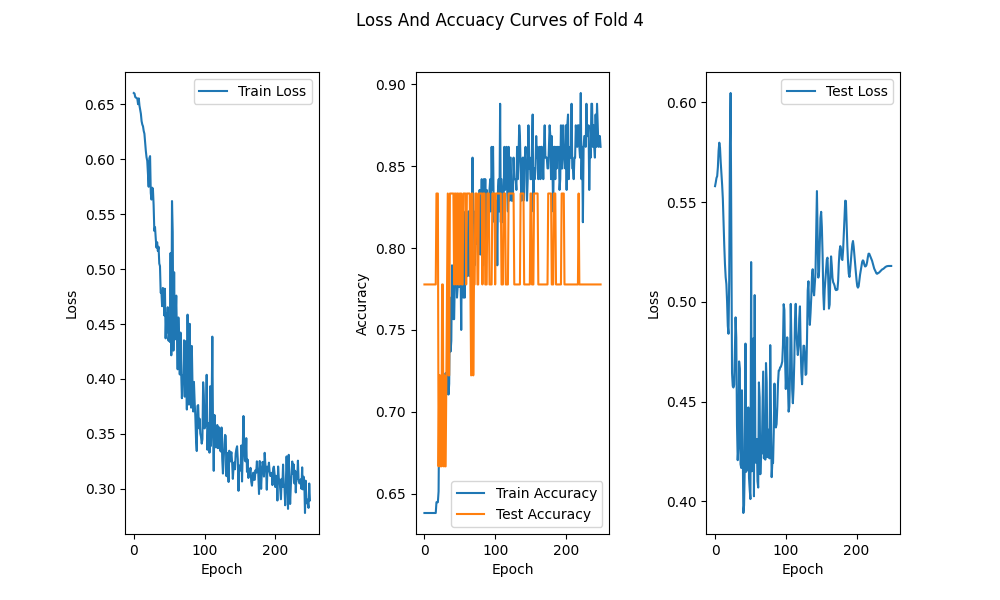 Loss And Accuacy Curves of Fold 4
Train Loss
0.65
0.60
0.55
0.50
0.45
0.40
0.35
0.30
Loss
0 100 200
Epoch
0.90
0.85
0.80
0.75
0.70
0.65
Accuracy
Train Accuracy
Test Accuracy
0 100 200
Epoch
Test Loss
0.60
0.55
0.50
0.45
0.40
Loss
0 100 200
Epoch